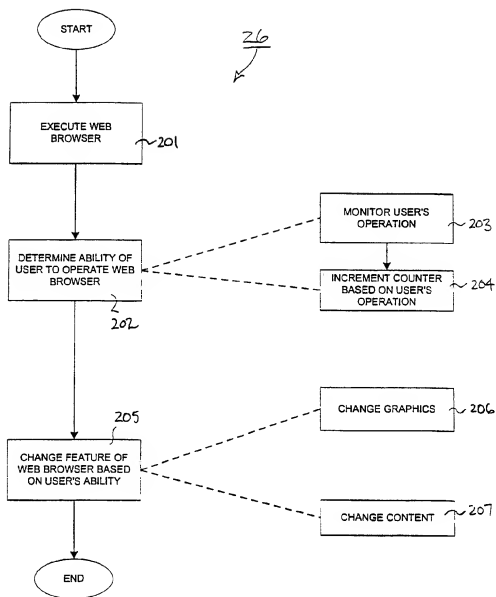 START
26
EXECUTE WEB
BROWSER
201
MONITOR USER'S
OPERATION
203
DETERMINE ABILITY OF
USER TO OPERATE WEB
BROWSER
202
INCREMENT COUNTER
BASED ON USER'S
OPERATION
204
205
CHANGE GRAPHICS
206
CHANGE FEATURE OF
WEB BROWSER BASED
ON USER'S ABILITY
CHANGE CONTENT
207
END